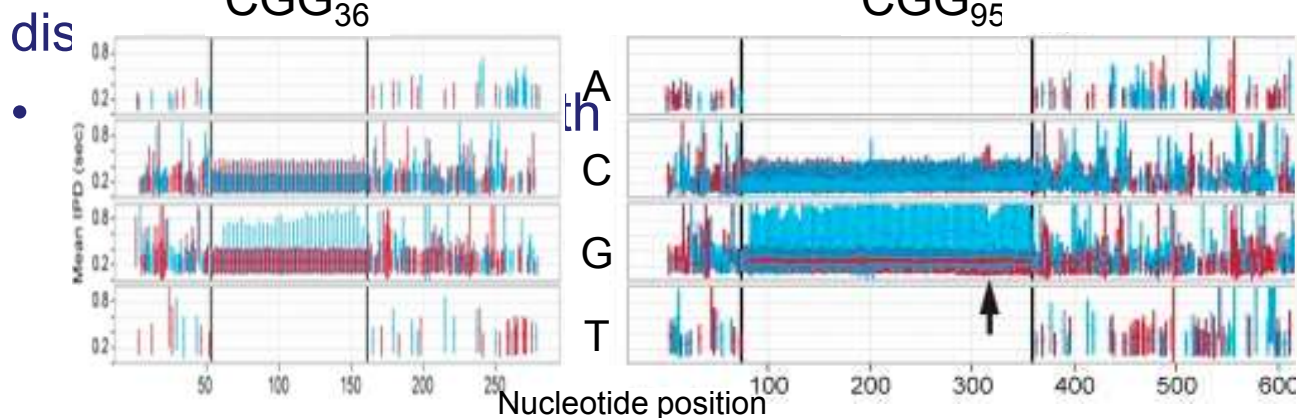 CGG36 CGG95
dis
• th
A
C
G
T
0.8
0.2
0.8
0.2
0.8
0.2
0.8
0.2
Mean IPD (sec)
50 100 150 200 250
100 200 300 400 500 600
Nucleotide position